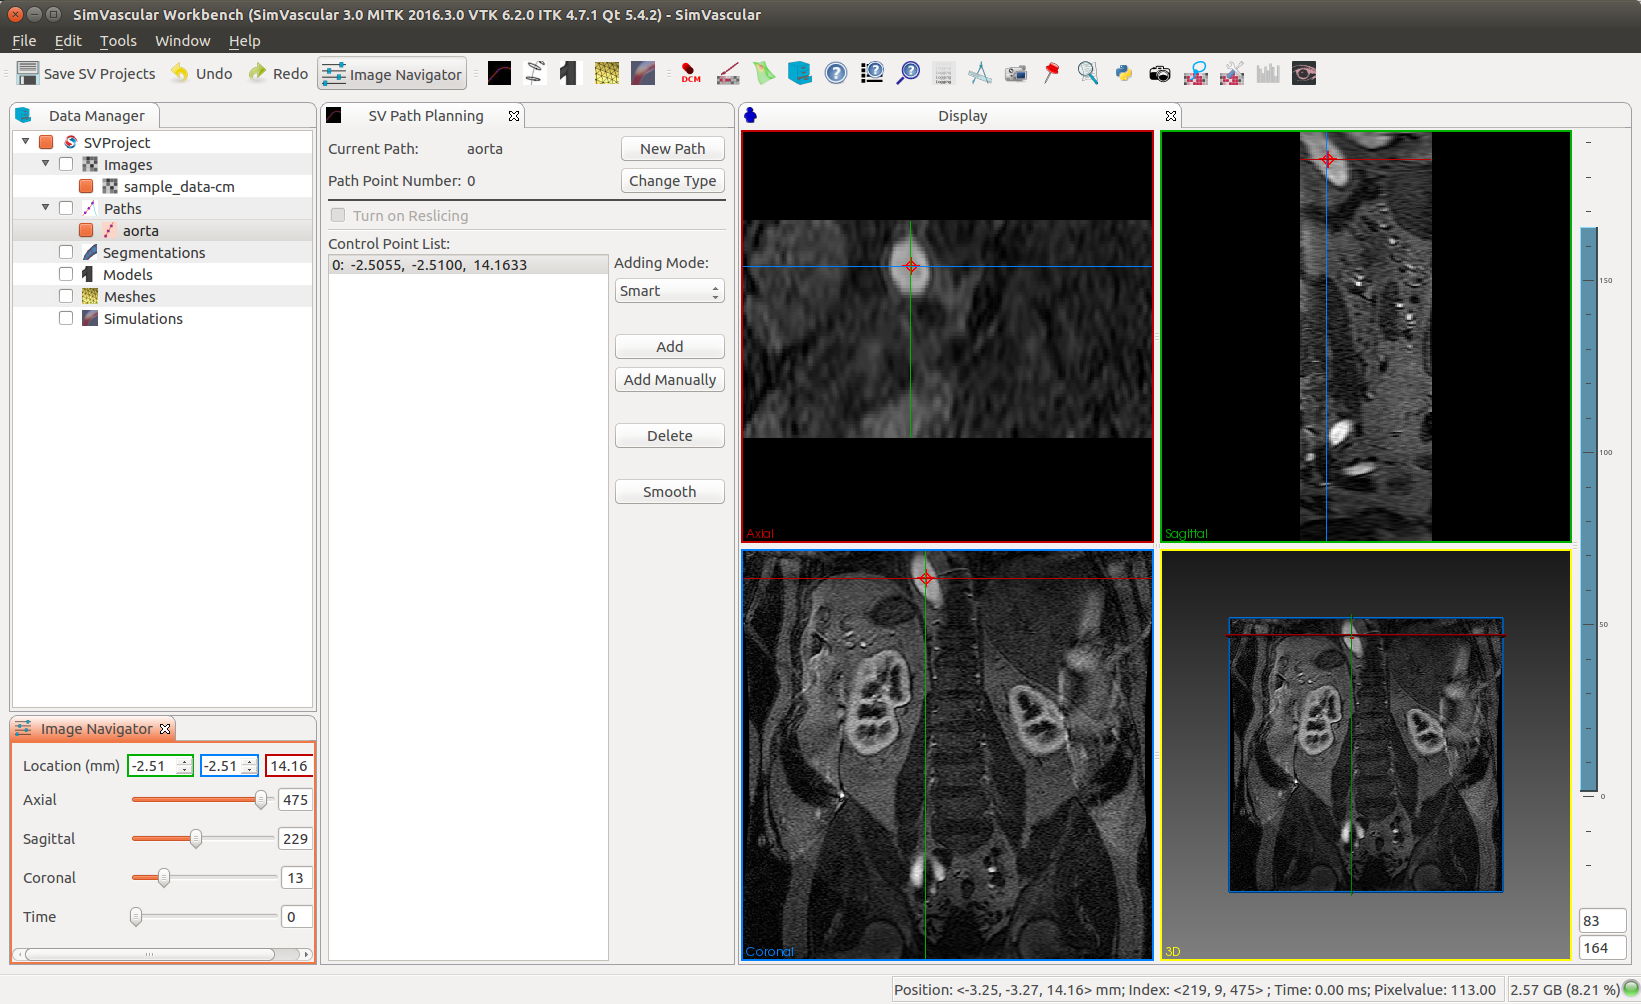 SimVascular Workbench (SimVascular 3.0 MITK 2016.3.0 VTK 6.2.0 ITK 4.7.1 Qt 5.4.2) - SimVascular
File Edit Tools Window Help
Save SV Projects Undo Redo Image Navigator DCM
Data Manager
SVProject
Images
sample_data-cm
Paths
aorta
Segmentations
Models
Meshes
Simulations
SV Path Planning
Current Path: aorta New Path
Path Point Number: 0 Change Type
Turn on Reslicing
Control Point List:
0: -2.5055, -2.5100, 14.1633
Adding Mode:
Smart
Add
Add Manually
Delete
Smooth
Display
Axial
Sagittal
Coronal
3D
150
100
50
0
83
164
Image Navigator
Location (mm) -2.51 -2.51 14.16
Axial 475
Sagittal 229
Coronal 13
Time 0
Position: <-3.25, -3.27, 14.16> mm; Index: <219, 9, 475> ; Time: 0.00 ms; Pixelvalue: 113.00 2.57 GB (8.21 %)